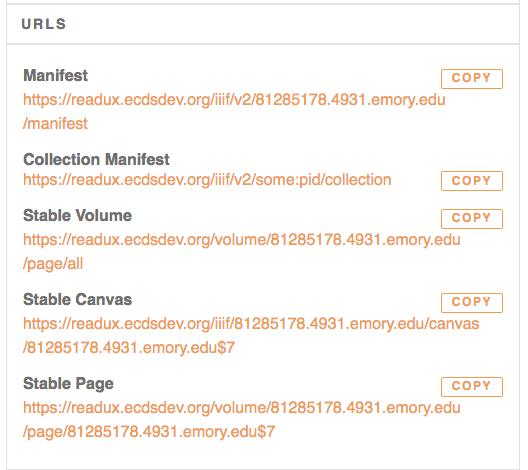 URLS
Manifest COPY
https://readux.ecdsdev.org/iiif/v2/81285178.4931.emory.edu
/manifest
Collection Manifest
https://readux.ecdsdev.org/iiif/v2/some:pid/collection COPY
Stable Volume COPY
https://readux.ecdsdev.org/volume/81285178.4931.emory.edu
/page/all
Stable Canvas COPY
https://readux.ecdsdev.org/iiif/81285178.4931.emory.edu/canvas
/81285178.4931.emory.edu$7
Stable Page COPY
https://readux.ecdsdev.org/volume/81285178.4931.emory.edu
/page/81285178.4931.emory.edu$7